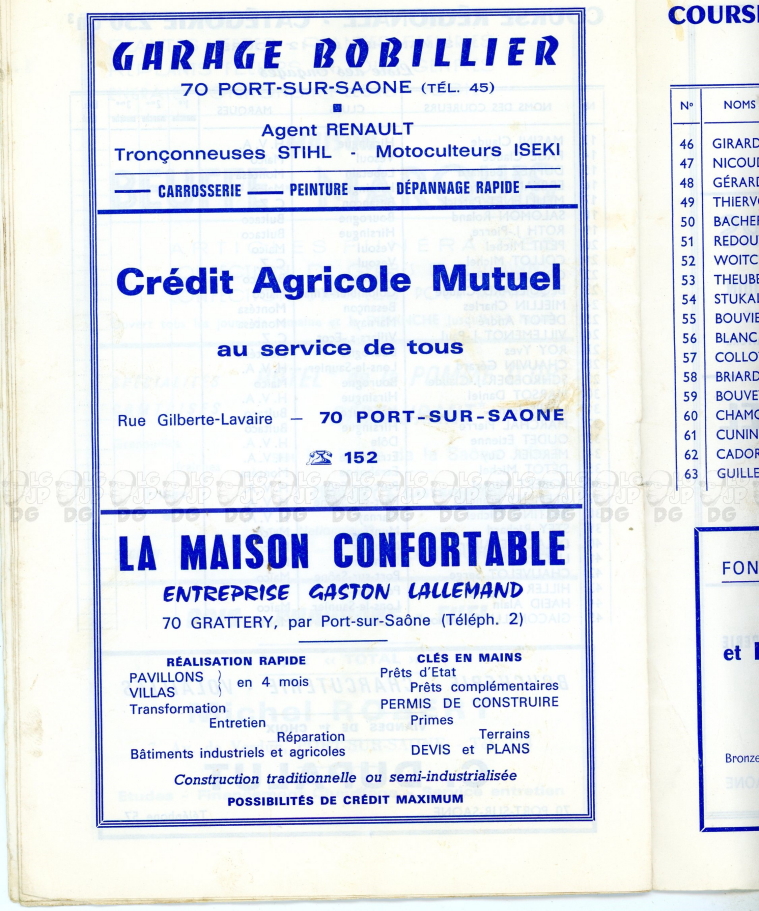 GARAGE BOBILLIER
70 PORT-SUR-SAONE (TÉL. 45)
Agent RENAULT
Tronçonneuses STIHL - Motoculteurs ISEKI
CARROSSERIE — PEINTURE — DÉPANNAGE RAPIDE
Crédit Agricole Mutuel
au service de tous
Rue Gilberte-Lavaire — 70 PORT-SUR-SAONE
☎ 152
LA MAISON CONFORTABLE
ENTREPRISE GASTON LALLEMAND
70 GRATTERY, par Port-sur-Saône (Téléph. 2)
RÉALISATION RAPIDE
PAVILLONS
VILLAS
} en 4 mois
Transformation
Entretien
Réparation
Bâtiments industriels et agricoles
CLÉS EN MAINS
Prêts d'Etat
Prêts complémentaires
PERMIS DE CONSTRUIRE
Primes
Terrains
DEVIS et PLANS
Construction traditionnelle ou semi-industrialisée
POSSIBILITÉS DE CRÉDIT MAXIMUM
COURS
N° NOMS
46 GIRARD
47 NICOUD
48 GÉRARD
49 THIERV
50 BACHE
51 REDOU
52 WOITC
53 THEUBE
54 STUKAL
55 BOUVIE
56 BLANC
57 COLLO
58 BRIARD
59 BOUVE
60 CHAMO
61 CUNIN
62 CADOR
63 GUILLE
FON
et
Bronze